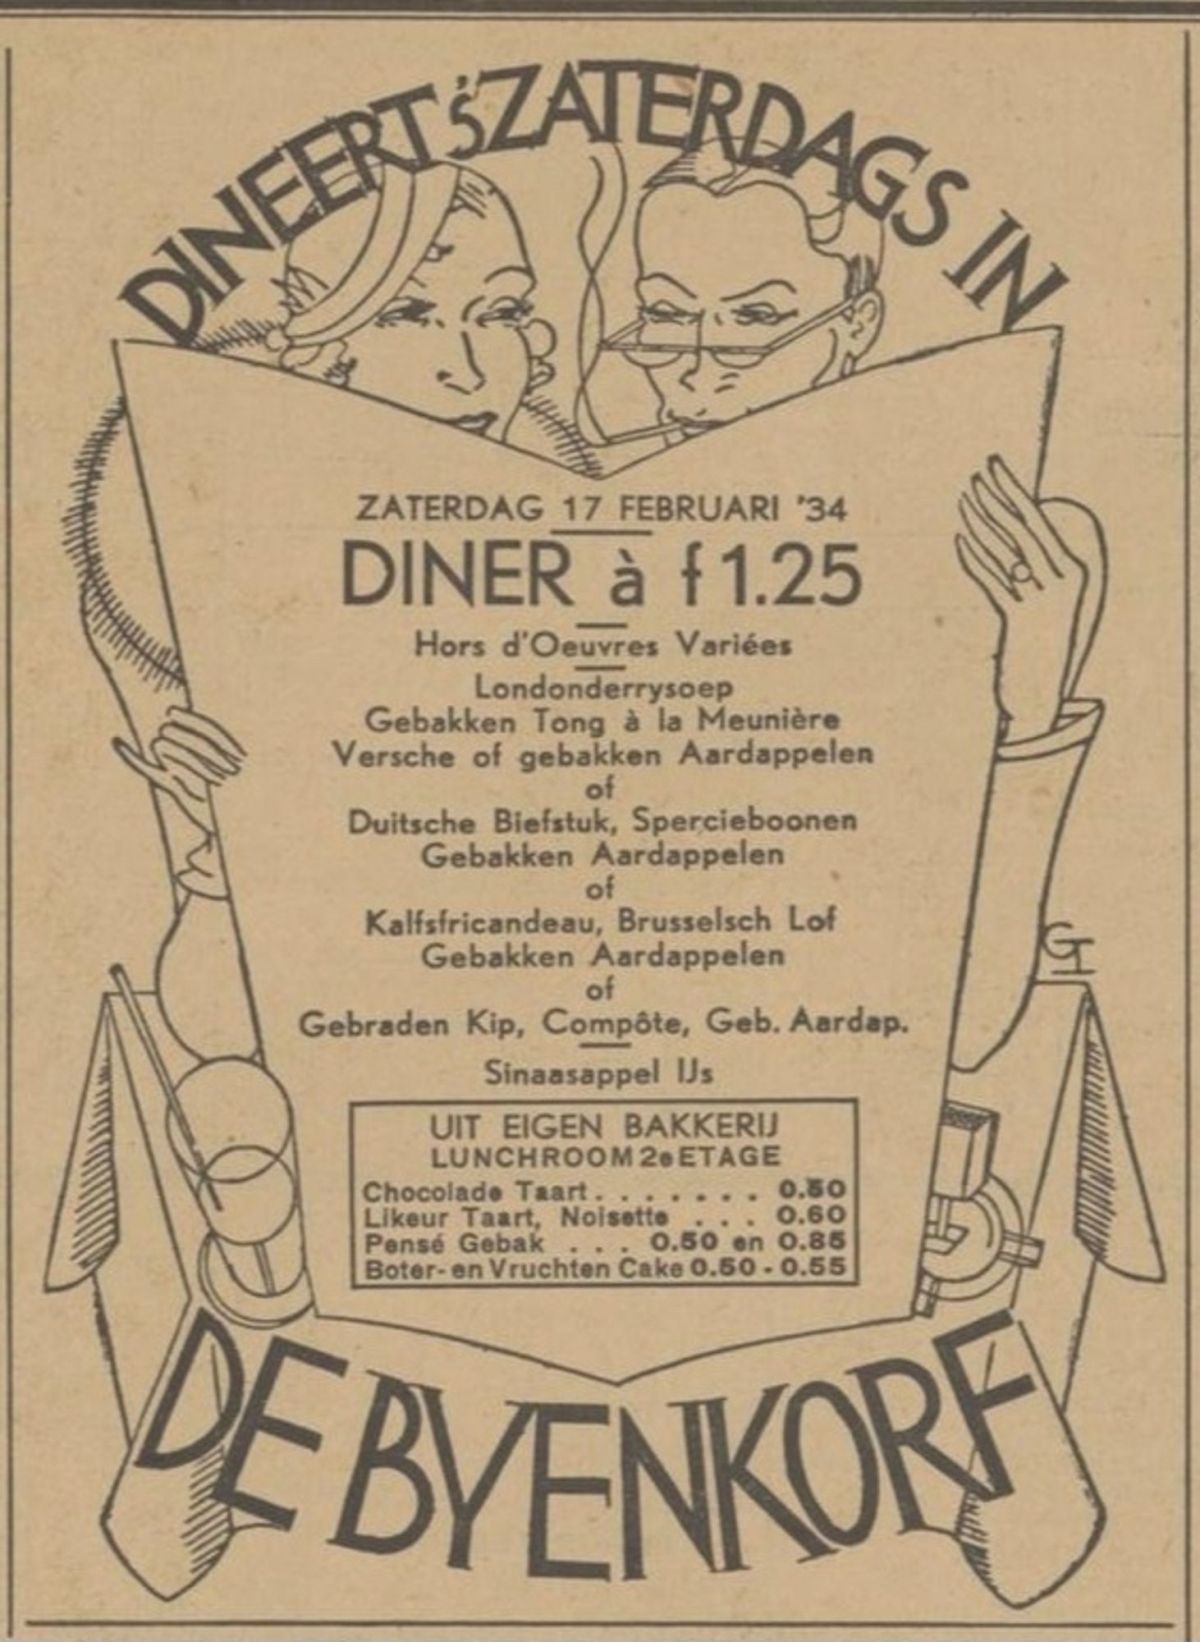 DINEERT 'S ZATERDAGS IN
ZATERDAG 17 FEBRUARI '34
DINER à f 1.25
Hors d'Oeuvres Variées
Londonderrysoep
Gebakken Tong à la Meunière
Versche of gebakken Aardappelen
of
Duitsche Biefstuk, Spercieboonen
Gebakken Aardappelen
of
Kalfsfricandeau, Brusselsch Lof
Gebakken Aardappelen
of
Gebraden Kip, Compôte, Geb. Aardap.
Sinaasappel IJs
UIT EIGEN BAKKERIJ
LUNCHROOM 2e ETAGE
Chocolade Taart . . . . . . . 0.50
Likeur Taart, Noisette . . . 0.60
Pensé Gebak . . . 0.50 en 0.85
Boter- en Vruchten Cake 0.50 - 0.55
DE BYENKORF